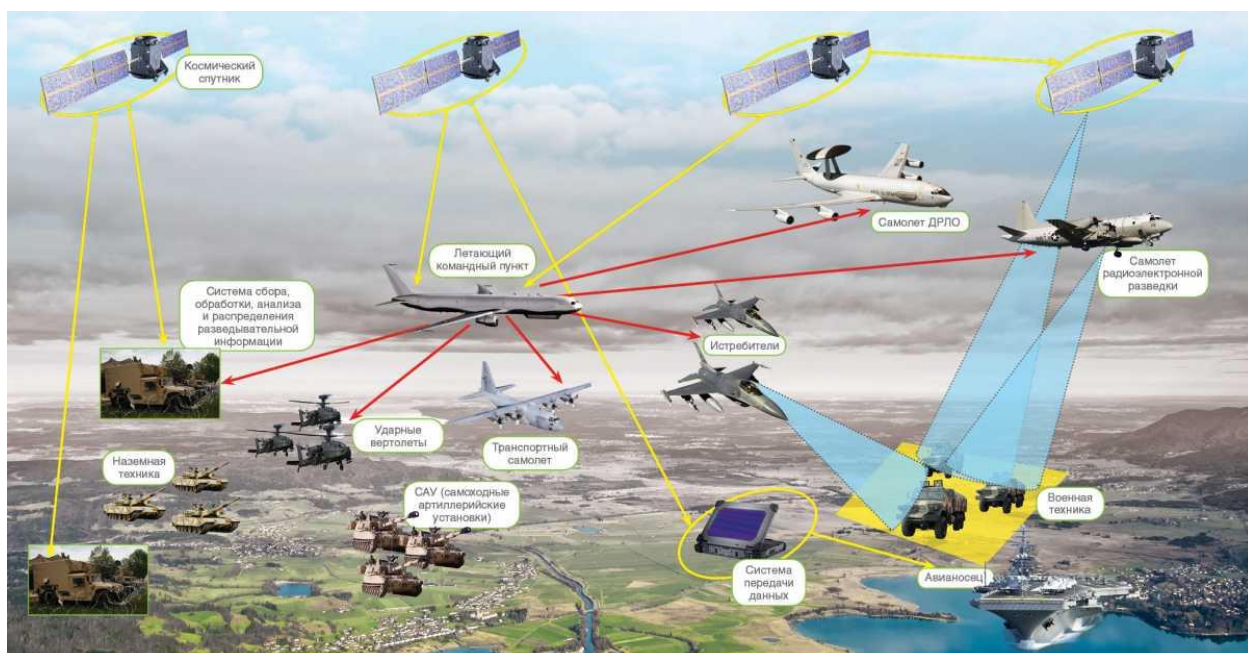 Космический
спутник
Самолет ДРЛО
Летающий
командный пункт
Самолет
радиоэлектронной
разведки
Система сбора,
обработки, анализа
и распределения
разведывательной
информации
Истребители
Ударные
вертолеты
Транспортный
самолет
Наземная
техника
САУ (самоходные
артиллерийские
установки)
Военная
техника
Система
передачи
данных
Авианосец